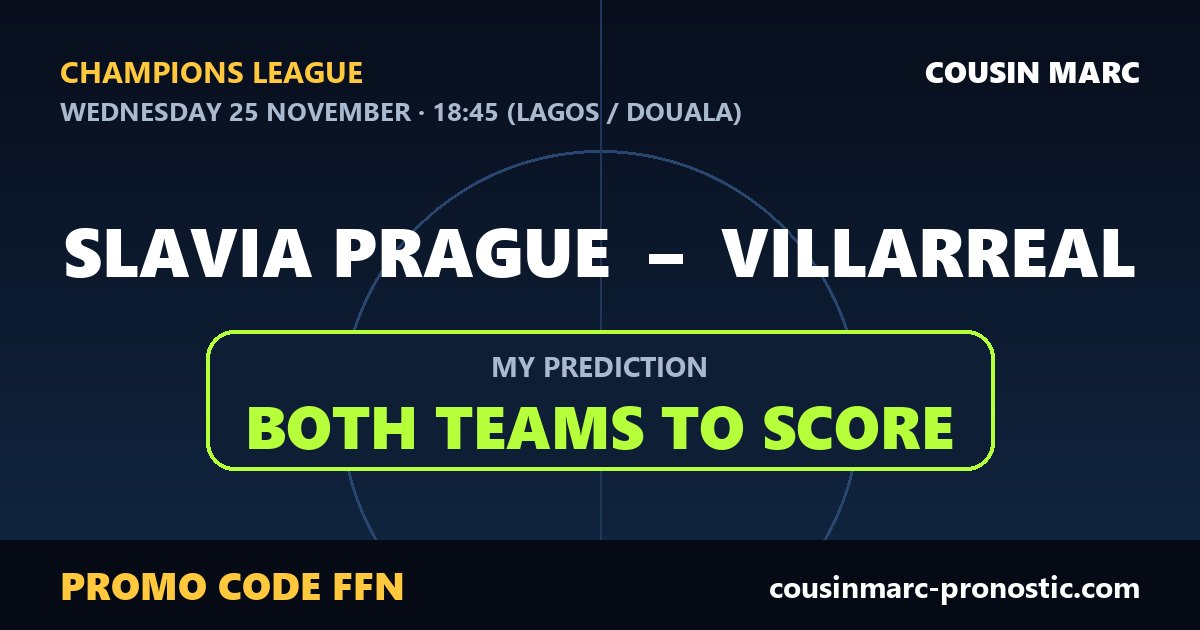 CHAMPIONS LEAGUE
COUSIN MARC
WEDNESDAY 25 NOVEMBER · 18:45 (LAGOS / DOUALA)
SLAVIA PRAGUE – VILLARREAL
MY PREDICTION
BOTH TEAMS TO SCORE
PROMO CODE FFN
cousinmarc-pronostic.com